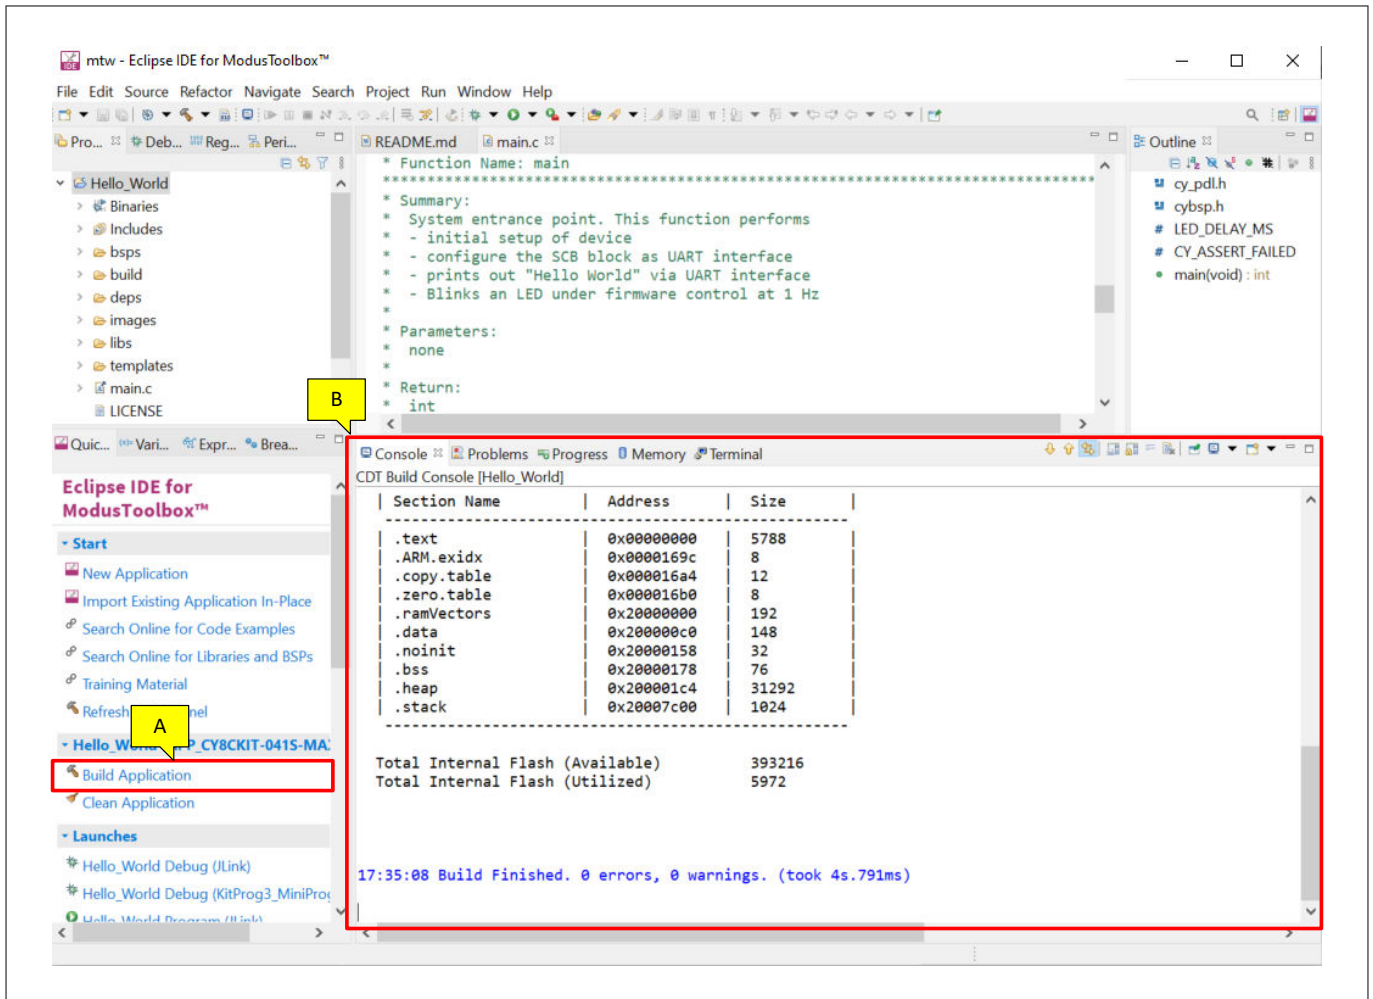 mtw - Eclipse IDE for ModusToolbox™
File Edit Source Refactor Navigate Search Project Run Window Help
Pro... Deb... Reg... Peri...
Hello_World
Binaries
Includes
bsps
build
deps
images
libs
templates
main.c
LICENSE
README.md main.c
* Function Name: main
********************************************************************************
* Summary:
* System entrance point. This function performs
* - initial setup of device
* - configure the SCB block as UART interface
* - prints out "Hello World" via UART interface
* - Blinks an LED under firmware control at 1 Hz
*
* Parameters:
* none
*
* Return:
* int
Outline
cy_pdl.h
cybsp.h
# LED_DELAY_MS
# CY_ASSERT_FAILED
main(void) : int
B
Quic... Vari... Expr... Brea...
Eclipse IDE for
ModusToolbox™
Start
New Application
Import Existing Application In-Place
Search Online for Code Examples
Search Online for Libraries and BSPs
Training Material
Refresh nel
A
Hello_W P_CY8CKIT-041S-MA
Build Application
Clean Application
Launches
Hello_World Debug (JLink)
Hello_World Debug (KitProg3_MiniProg
Hello_World Program (JLink)
Console Problems Progress Memory Terminal
CDT Build Console [Hello_World]
| Section Name | Address | Size |
----------------------------------------------------
| .text | 0x00000000 | 5788 |
| .ARM.exidx | 0x0000169c | 8 |
| .copy.table | 0x000016a4 | 12 |
| .zero.table | 0x000016b0 | 8 |
| .ramVectors | 0x20000000 | 192 |
| .data | 0x200000c0 | 148 |
| .noinit | 0x20000158 | 32 |
| .bss | 0x20000178 | 76 |
| .heap | 0x200001c4 | 31292 |
| .stack | 0x20007c00 | 1024 |
----------------------------------------------------
Total Internal Flash (Available) 393216
Total Internal Flash (Utilized) 5972
17:35:08 Build Finished. 0 errors, 0 warnings. (took 4s.791ms)